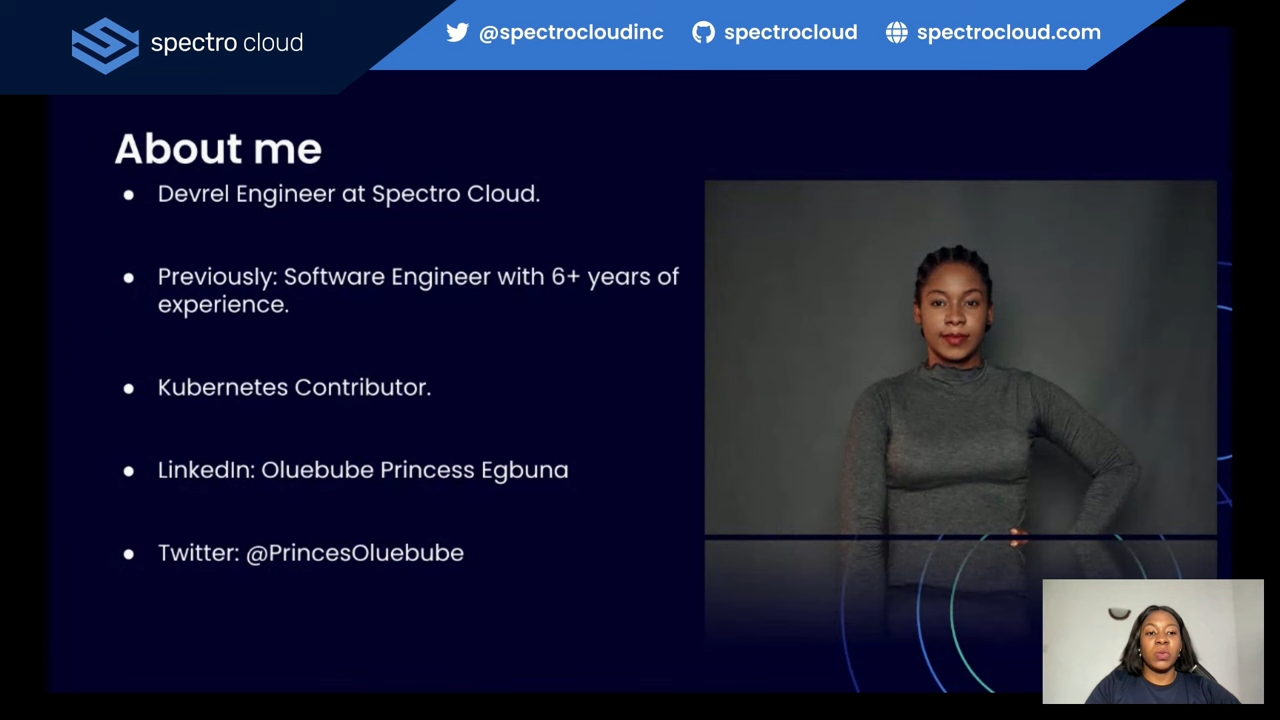 spectro cloud
@spectrocloudinc
spectrocloud
spectrocloud.com
About me
• Devrel Engineer at Spectro Cloud.
• Previously: Software Engineer with 6+ years of
experience.
• Kubernetes Contributor.
• LinkedIn: Oluebube Princess Egbuna
• Twitter: @PrincesOluebube